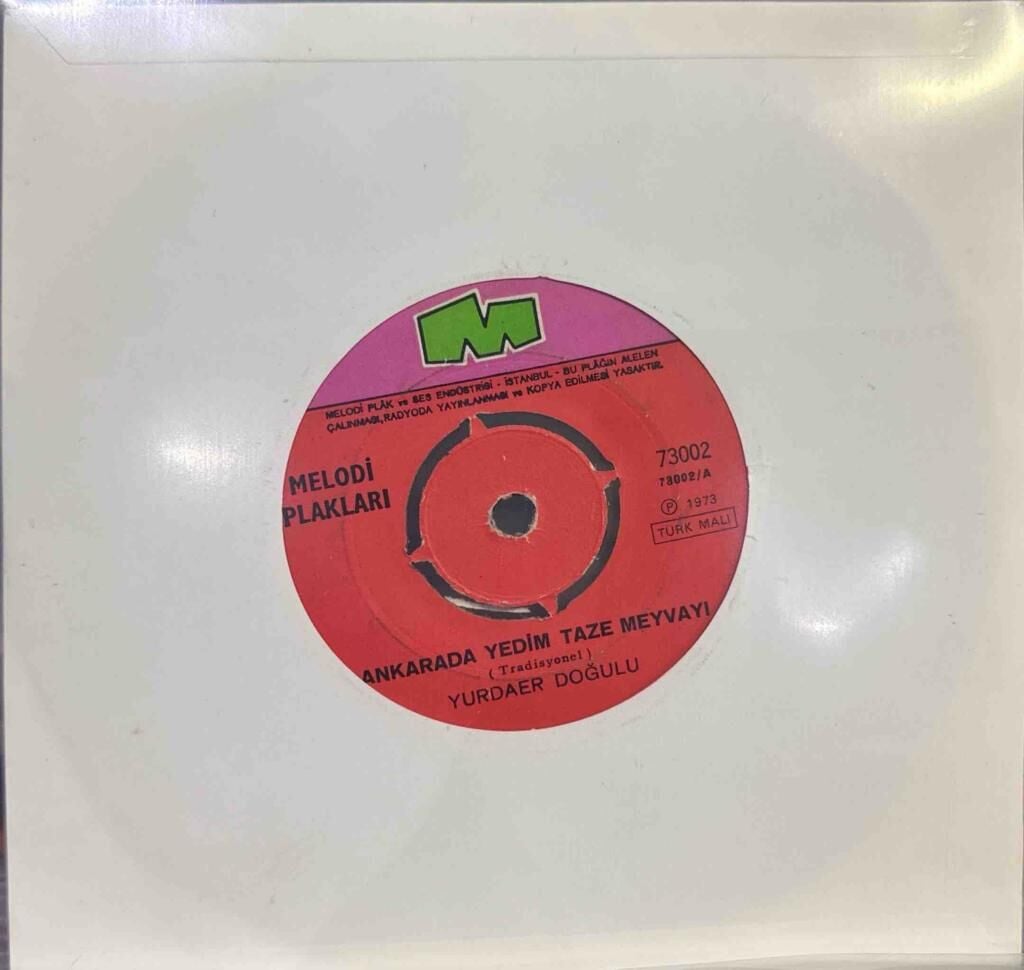 M
MELODİ PLÂK ve SES ENDÜSTRİSİ - İSTANBUL - BU PLÂĞIN ALELEN
ÇALINMASI, RADYODA YAYINLANMASI ve KOPYA EDİLMESİ YASAKTIR.
MELODİ
PLAKLARI
73002
73002/A
Ⓟ 1973
TÜRK MALI
ANKARADA YEDİM TAZE MEYVAYI
(Tradisyonel)
YURDAER DOĞULU